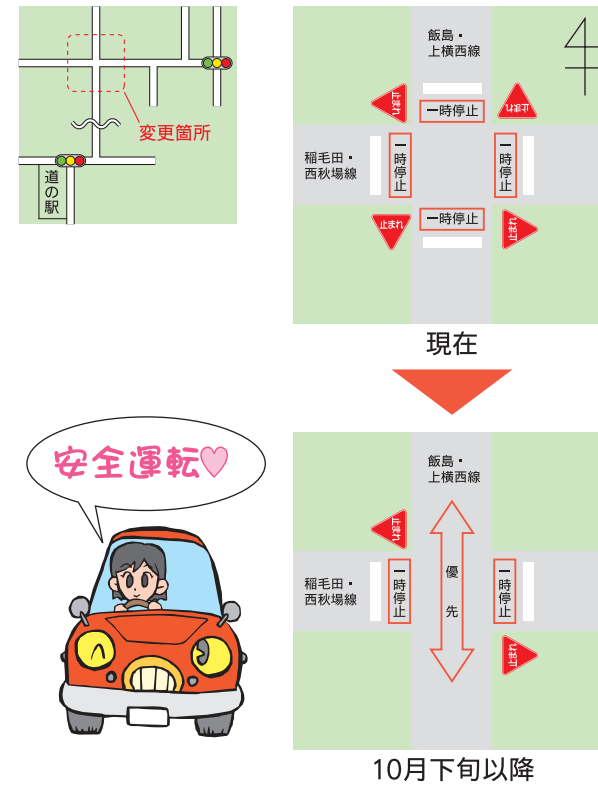 変更箇所
道の駅
飯島・
上横西線
止まれ
一時停止
止まれ
稲毛田・
西秋場線
一時停止
一時停止
止まれ
一時停止
止まれ
現在
安全運転♡
飯島・
上横西線
止まれ
稲毛田・
西秋場線
一時停止
優先
一時停止
止まれ
10月下旬以降